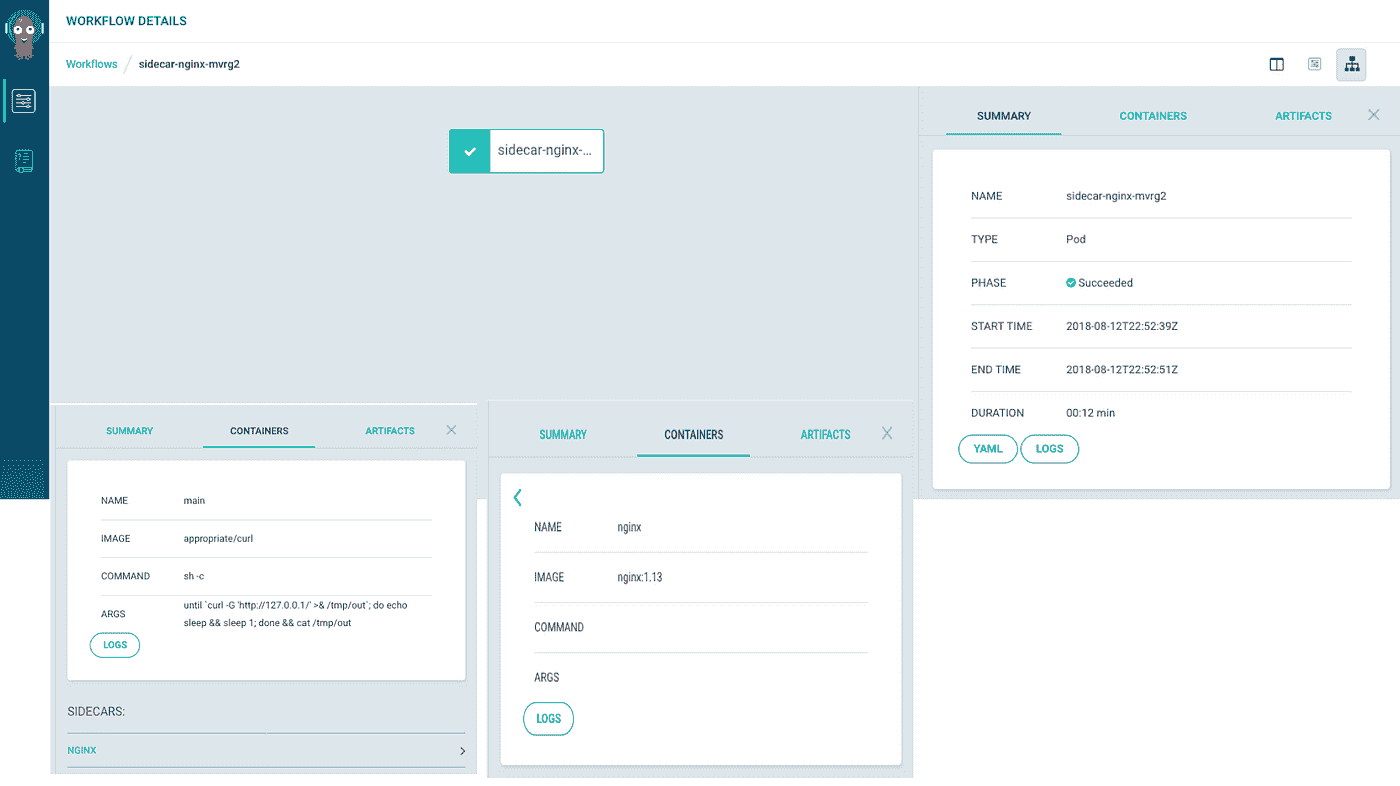 WORKFLOW DETAILS
Workflows / sidecar-nginx-mvrg2
sidecar-nginx-...
SUMMARY CONTAINERS ARTIFACTS
NAME sidecar-nginx-mvrg2
TYPE Pod
PHASE Succeeded
START TIME 2018-08-12T22:52:39Z
END TIME 2018-08-12T22:52:51Z
DURATION 00:12 min
YAML LOGS
SUMMARY CONTAINERS ARTIFACTS
NAME main
IMAGE appropriate/curl
COMMAND sh -c
ARGS until `curl -G 'http://127.0.0.1/' >& /tmp/out`; do echo
sleep && sleep 1; done && cat /tmp/out
LOGS
SIDECARS:
NGINX
SUMMARY CONTAINERS ARTIFACTS
NAME nginx
IMAGE nginx:1.13
COMMAND
ARGS
LOGS